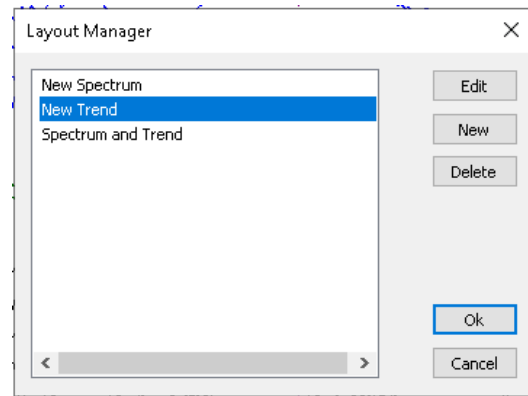 Layout Manager
New Spectrum
New Trend
Spectrum and Trend
Edit
New
Delete
Ok
Cancel